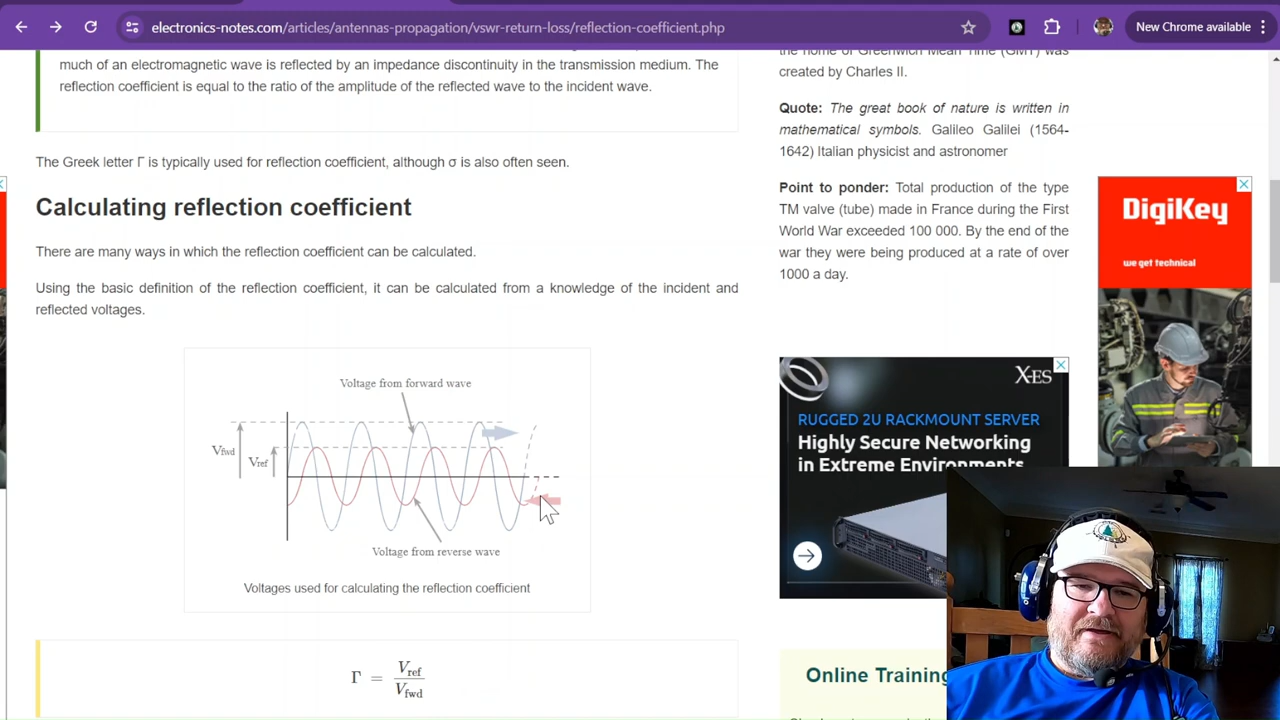 electronics-notes.com/articles/antennas-propagation/vswr-return-loss/reflection-coefficient.php
New Chrome available
much of an electromagnetic wave is reflected by an impedance discontinuity in the transmission medium. The
reflection coefficient is equal to the ratio of the amplitude of the reflected wave to the incident wave.
The Greek letter Γ is typically used for reflection coefficient, although σ is also often seen.
Calculating reflection coefficient
There are many ways in which the reflection coefficient can be calculated.
Using the basic definition of the reflection coefficient, it can be calculated from a knowledge of the incident and
reflected voltages.
Voltage from forward wave
Vfwd
Vref
Voltage from reverse wave
Voltages used for calculating the reflection coefficient
Γ = Vref
Vfwd
the home of Greenwich Mean Time (GMT) was
created by Charles II.
Quote: The great book of nature is written in
mathematical symbols. Galileo Galilei (1564-
1642) Italian physicist and astronomer
Point to ponder: Total production of the type
TM valve (tube) made in France during the First
World War exceeded 100 000. By the end of the
war they were being produced at a rate of over
1000 a day.
X-ES
RUGGED 2U RACKMOUNT SERVER
Highly Secure Networking
in Extreme Environments
Online Training
DigiKey
we get technical